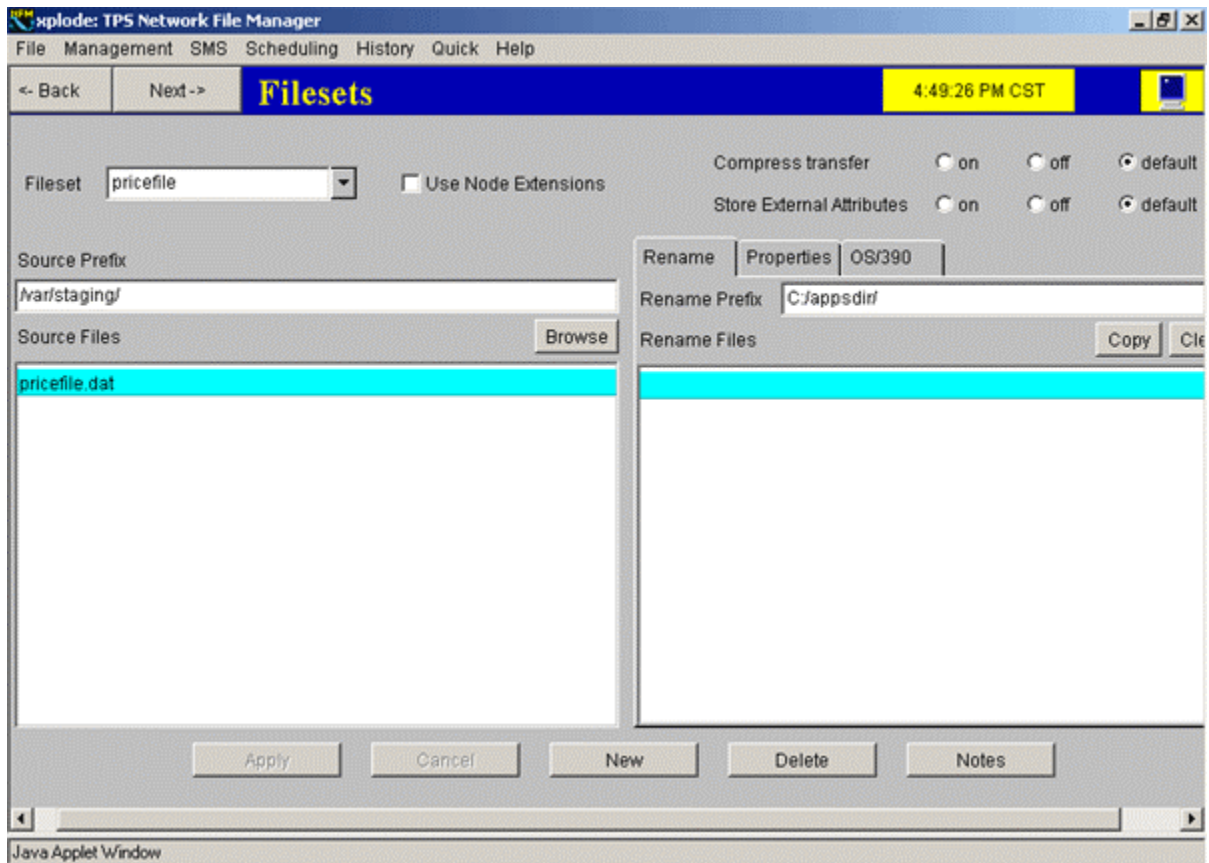 xplode: TPS Network File Manager
File Management SMS Scheduling History Quick Help
<- Back Next -> Filesets 4:49:26 PM CST
Compress transfer on off default
Fileset pricefile Use Node Extensions
Store External Attributes on off default
Rename Properties OS/390
Source Prefix
/var/staging/
Rename Prefix C:/appsdir/
Source Files Browse
Rename Files Copy Cle
pricefile.dat
Apply Cancel New Delete Notes
Java Applet Window